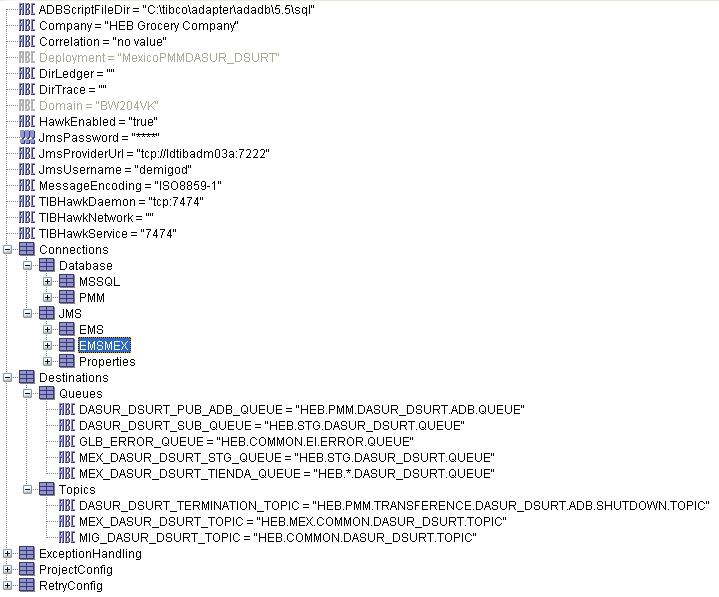 ADBScriptFileDir = "C:\tibco\adapter\adadb\5.5\sql"
Company = "HEB Grocery Company"
Correlation = "no value"
Deployment = "MexicoPMMDASUR_DSURT"
DirLedger = ""
DirTrace = ""
Domain = "BW204VK"
HawkEnabled = "true"
JmsPassword = "****"
JmsProviderUrl = "tcp://ldtibadm03a:7222"
JmsUsername = "demigod"
MessageEncoding = "ISO8859-1"
TIBHawkDaemon = "tcp:7474"
TIBHawkNetwork = ""
TIBHawkService = "7474"
Connections
Database
MSSQL
PMM
JMS
EMS
EMSMEX
Properties
Destinations
Queues
DASUR_DSURT_PUB_ADB_QUEUE = "HEB.PMM.DASUR_DSURT.ADB.QUEUE"
DASUR_DSURT_SUB_QUEUE = "HEB.STG.DASUR_DSURT.QUEUE"
GLB_ERROR_QUEUE = "HEB.COMMON.EI.ERROR.QUEUE"
MEX_DASUR_DSURT_STG_QUEUE = "HEB.STG.DASUR_DSURT.QUEUE"
MEX_DASUR_DSURT_TIENDA_QUEUE = "HEB.*.DASUR_DSURT.QUEUE"
Topics
DASUR_DSURT_TERMINATION_TOPIC = "HEB.PMM.TRANSFERENCE.DASUR_DSURT.ADB.SHUTDOWN.TOPIC"
MEX_DASUR_DSURT_TOPIC = "HEB.MEX.COMMON.DASUR_DSURT.TOPIC"
MIG_DASUR_DSURT_TOPIC = "HEB.COMMON.DASUR_DSURT.TOPIC"
ExceptionHandling
ProjectConfig
RetryConfig